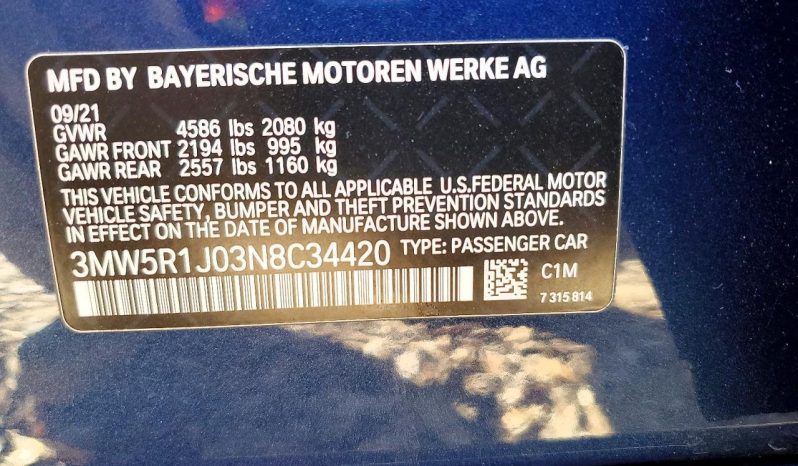 MFD BY BAYERISCHE MOTOREN WERKE AG
09/21
GVWR 4586 lbs 2080 kg
GAWR FRONT 2194 lbs 995 kg
GAWR REAR 2557 lbs 1160 kg
THIS VEHICLE CONFORMS TO ALL APPLICABLE U.S.FEDERAL MOTOR
VEHICLE SAFETY, BUMPER AND THEFT PREVENTION STANDARDS
IN EFFECT ON THE DATE OF MANUFACTURE SHOWN ABOVE.
3MW5R1J03N8C34420 TYPE: PASSENGER CAR
C1M
7 315 814